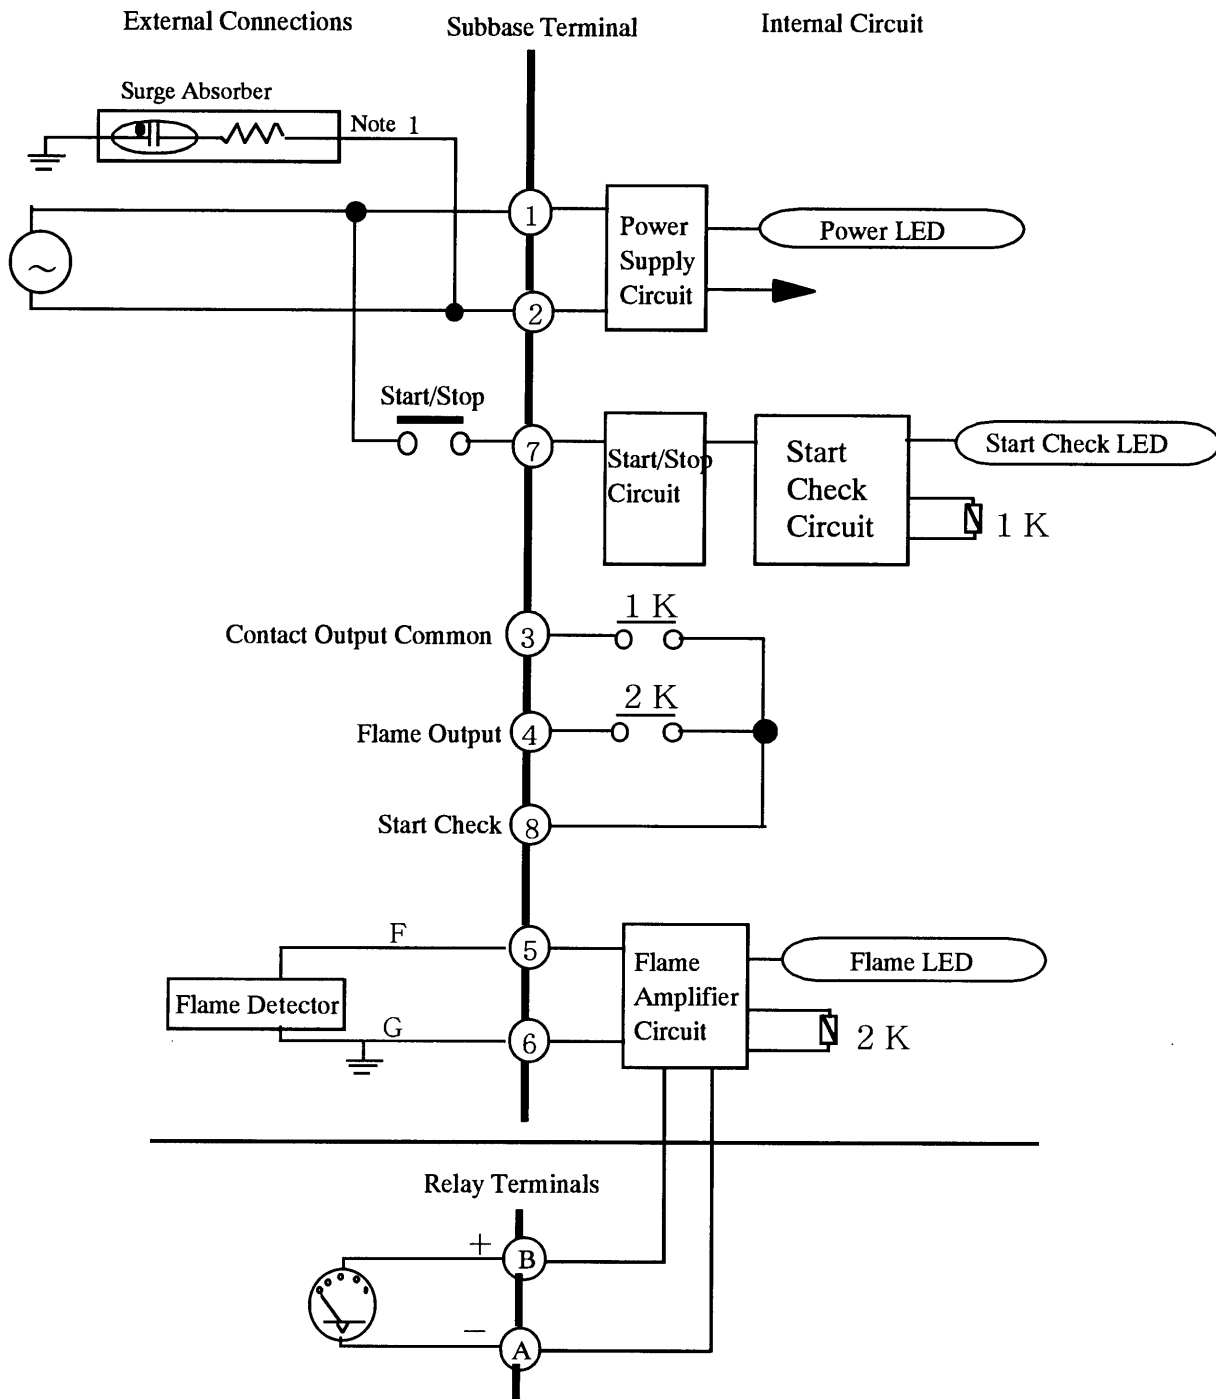 External Connections
Subbase Terminal
Internal Circuit
Surge Absorber
Note 1
1
Power
Supply
Circuit
Power LED
2
Start/Stop
7
Start/Stop
Circuit
Start
Check
Circuit
Start Check LED
1 K
1 K
Contact Output Common
3
2 K
Flame Output
4
Start Check
8
F
5
Flame
Amplifier
Circuit
Flame LED
Flame Detector
G
6
2 K
Relay Terminals
+
B
−
A